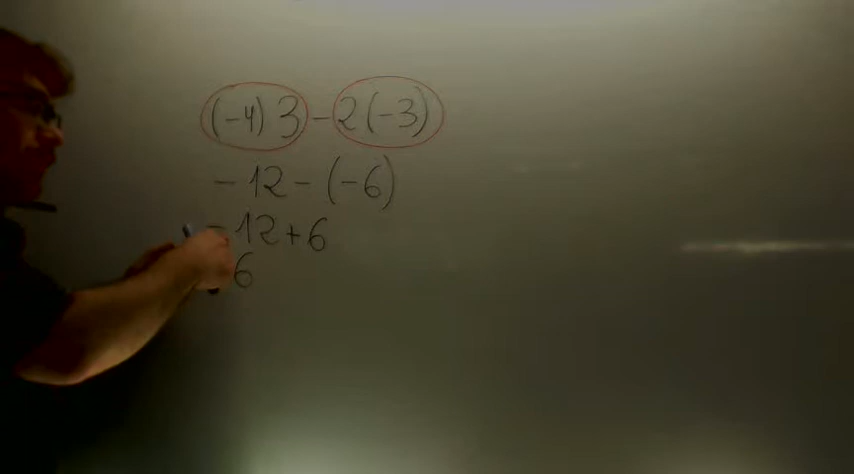 (-4) 3 - 2 (-3)
- 12 - (-6)
- 12 + 6
6